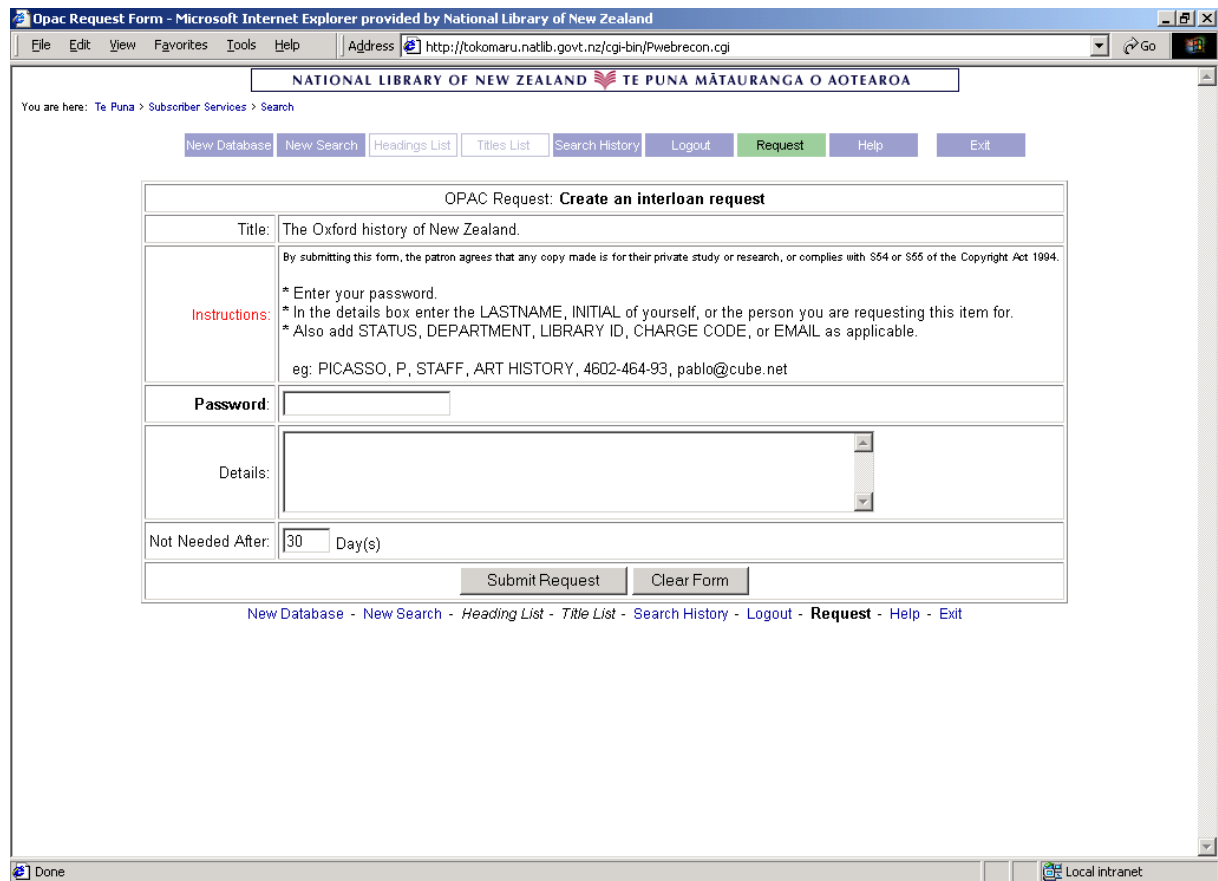 Opac Request Form - Microsoft Internet Explorer provided by National Library of New Zealand
File Edit View Favorites Tools Help Address http://tokomaru.natlib.govt.nz/cgi-bin/Pwebrecon.cgi Go
NATIONAL LIBRARY OF NEW ZEALAND TE PUNA MĀTAURANGA O AOTEAROA
You are here: Te Puna > Subscriber Services > Search
New Database New Search Headings List Titles List Search History Logout Request Help Exit
OPAC Request: Create an interloan request
Title: The Oxford history of New Zealand.
By submitting this form, the patron agrees that any copy made is for their private study or research, or complies with S54 or S55 of the Copyright Act 1994.
* Enter your password.
Instructions: * In the details box enter the LASTNAME, INITIAL of yourself, or the person you are requesting this item for.
* Also add STATUS, DEPARTMENT, LIBRARY ID, CHARGE CODE, or EMAIL as applicable.
eg: PICASSO, P, STAFF, ART HISTORY, 4602-464-93, pablo@cube.net
Password:
Details:
Not Needed After: 30 Day(s)
Submit Request Clear Form
New Database - New Search - Heading List - Title List - Search History - Logout - Request - Help - Exit
Done Local intranet